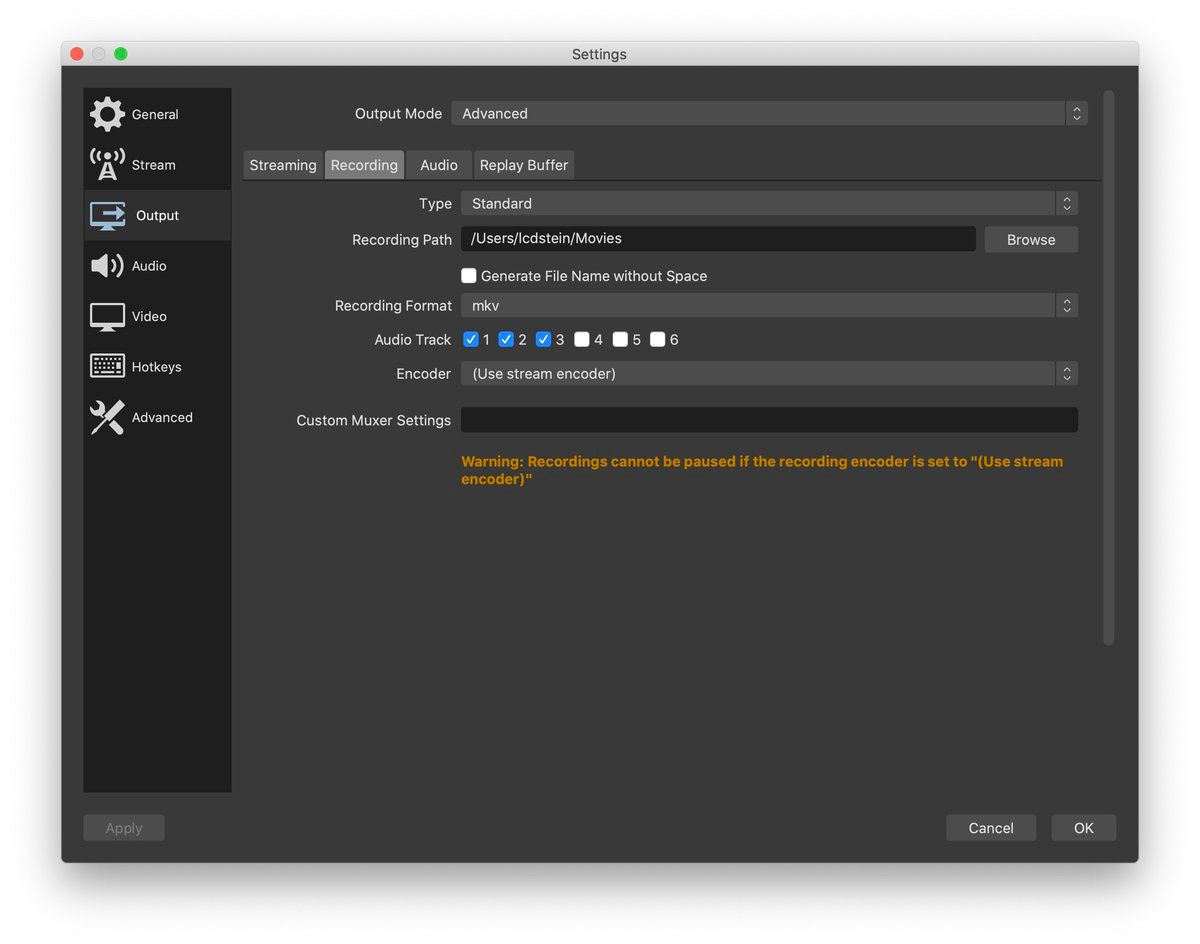 Settings
General
Stream
Output
Audio
Video
Hotkeys
Advanced
Output Mode Advanced
Streaming Recording Audio Replay Buffer
Type Standard
Recording Path /Users/lcdstein/Movies Browse
Generate File Name without Space
Recording Format mkv
Audio Track 1 2 3 4 5 6
Encoder (Use stream encoder)
Custom Muxer Settings
Warning: Recordings cannot be paused if the recording encoder is set to "(Use stream
encoder)"
Apply Cancel OK